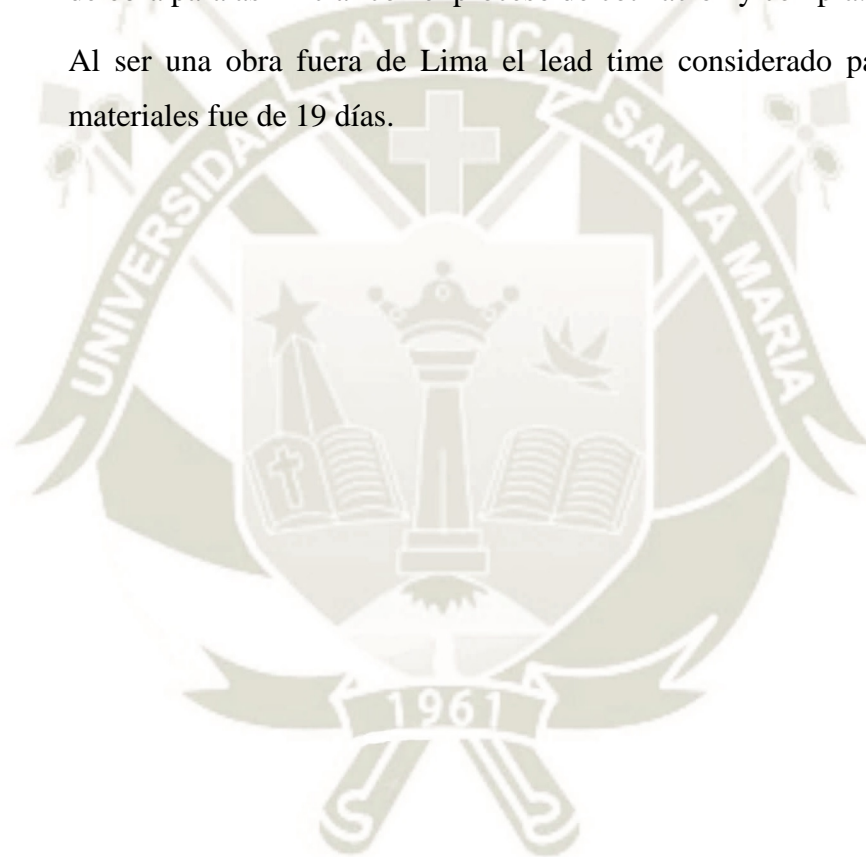 Al ser una obra fuera de Lima el lead time considerado pa
materiales fue de 19 días.
UNIVERSIDAD CATOLICA SANTA MARIA
1961